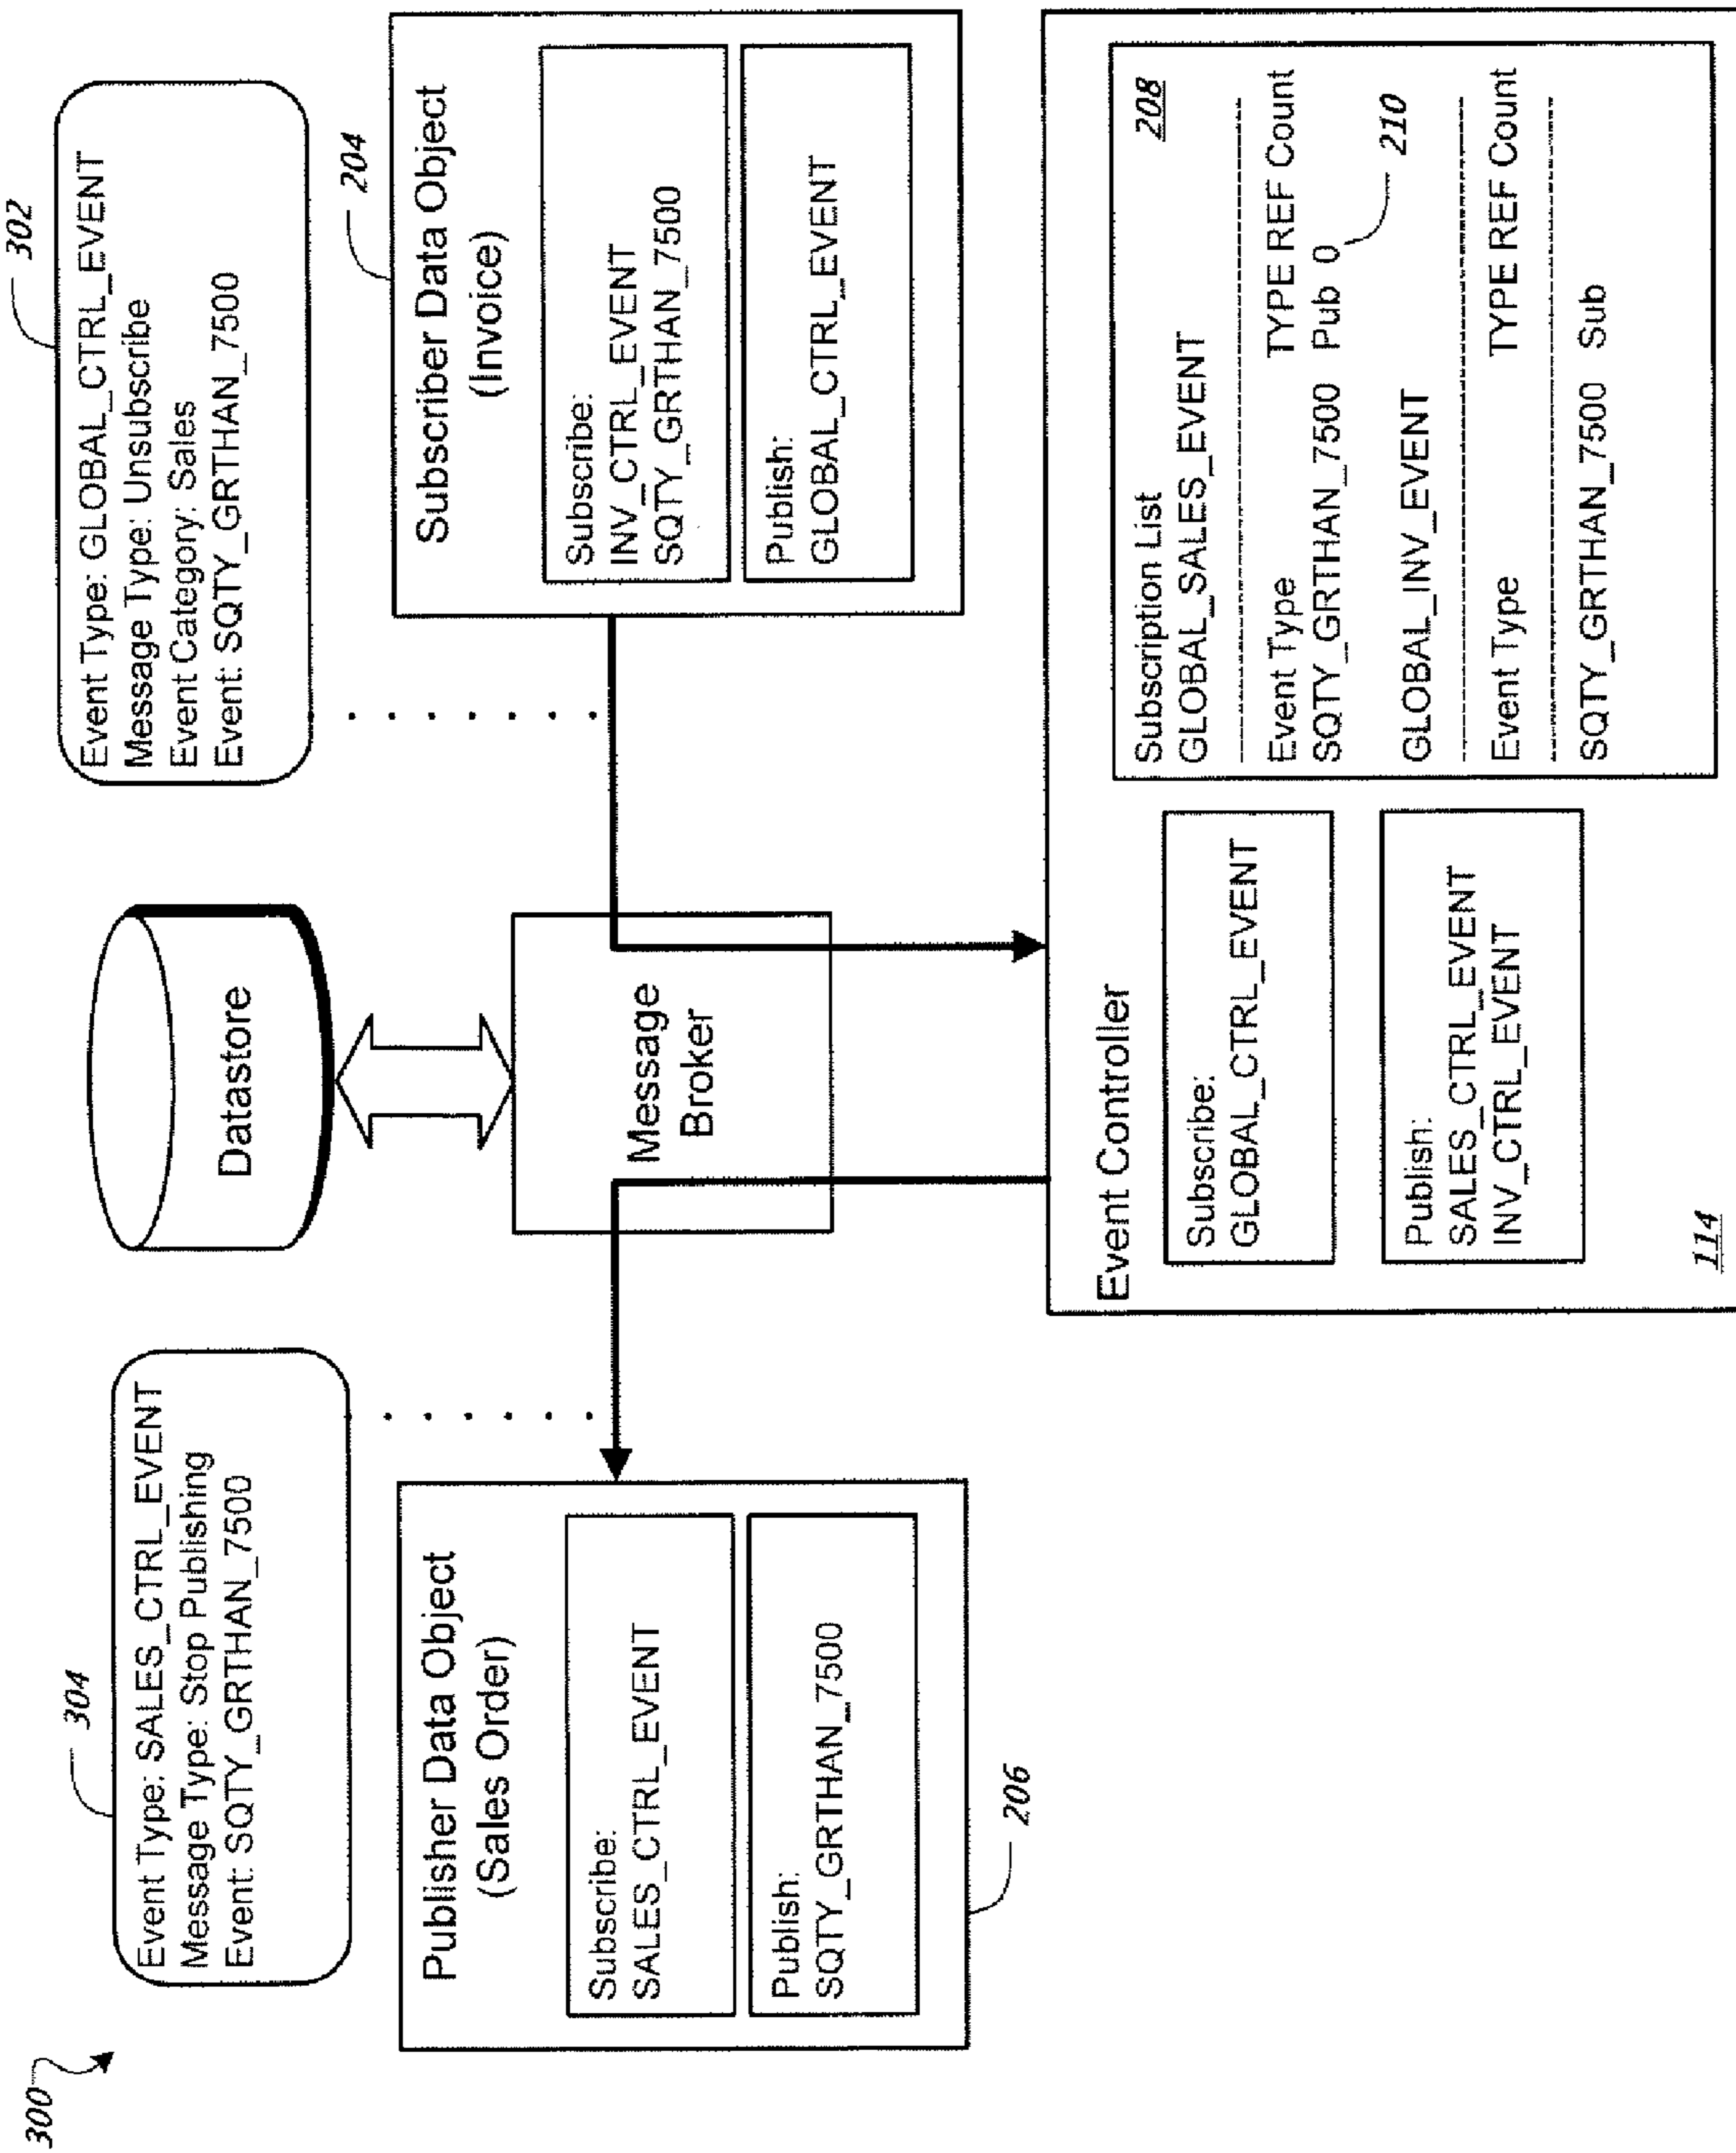 300
304
Event Type: SALES_CTRL_EVENT
Message Type: Stop Publishing
Event: SQTY_GRTHAN_7500
302
Event Type: GLOBAL_CTRL_EVENT
Message Type: Unsubscribe
Event Category: Sales
Event: SQTY_GRTHAN_7500
Datastore
Publisher Data Object
(Sales Order)
Subscribe:
SALES_CTRL_EVENT
Publish:
SQTY_GRTHAN_7500
206
Message
Broker
204
Subscriber Data Object
(Invoice)
Subscribe:
INV_CTRL_EVENT
SQTY_GRTHAN_7500
Publish:
GLOBAL_CTRL_EVENT
Event Controller
Subscribe:
GLOBAL_CTRL_EVENT
Publish:
SALES_CTRL_EVENT
INV_CTRL_EVENT
114
Subscription List 208
GLOBAL_SALES_EVENT
Event Type TYPE REF Count
SQTY_GRTHAN_7500 Pub 0
210
GLOBAL_INV_EVENT
Event Type TYPE REF Count
SQTY_GRTHAN_7500 Sub